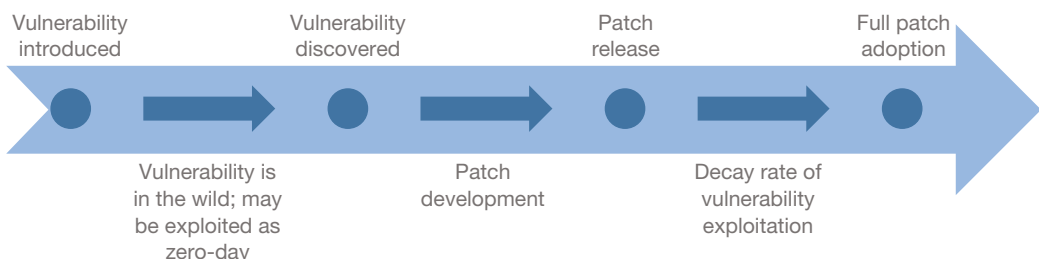 Vulnerability
introduced
Vulnerability
discovered
Patch
release
Full patch
adoption
Vulnerability is
in the wild; may
be exploited as
zero-day
Patch
development
Decay rate of
vulnerability
exploitation